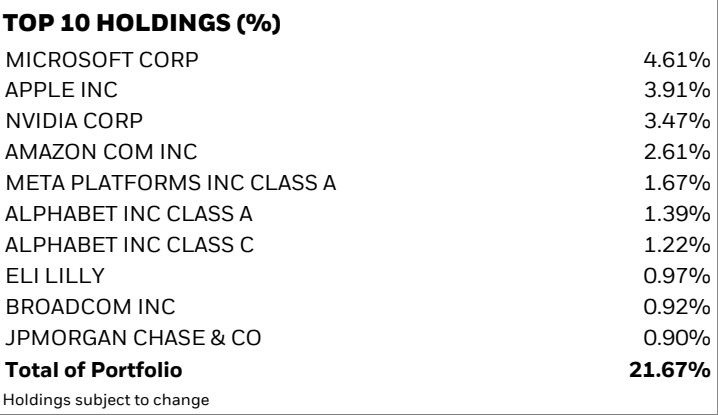 TOP 10 HOLDINGS (%)
MICROSOFT CORP 4.61%
APPLE INC 3.91%
NVIDIA CORP 3.47%
AMAZON COM INC 2.61%
META PLATFORMS INC CLASS A 1.67%
ALPHABET INC CLASS A 1.39%
ALPHABET INC CLASS C 1.22%
ELI LILLY 0.97%
BROADCOM INC 0.92%
JPMORGAN CHASE & CO 0.90%
Total of Portfolio 21.67%
Holdings subject to change